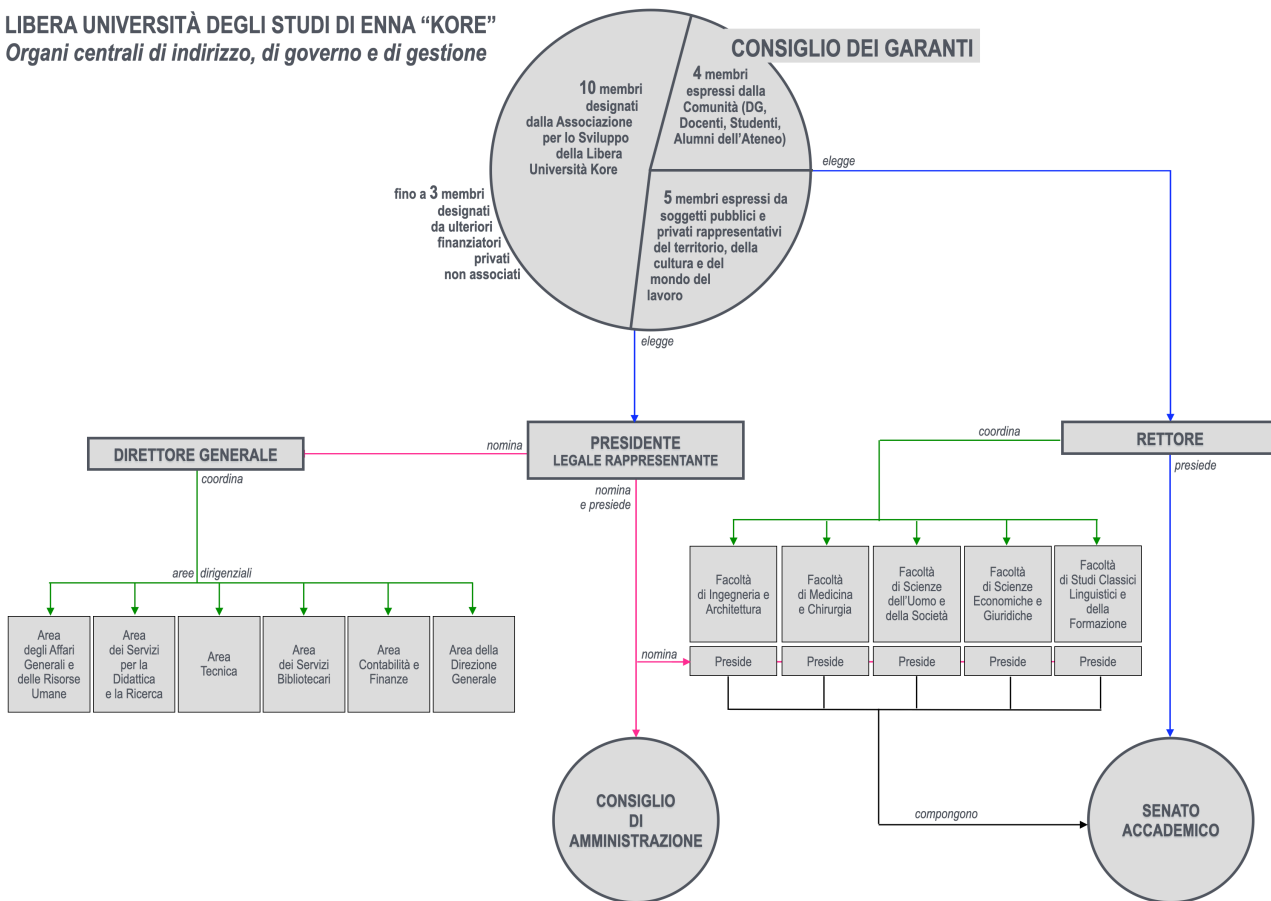 LIBERA UNIVERSITÀ DEGLI STUDI DI ENNA “KORE”
Organi centrali di indirizzo, di governo e di gestione
CONSIGLIO DEI GARANTI
10 membri
designati
dalla Associazione
per lo Sviluppo
della Libera
Università Kore
4 membri
espressi dalla
Comunità (DG,
Docenti, Studenti,
Alumni dell’Ateneo)
fino a 3 membri
designati
da ulteriori
finanziatori
privati
non associati
5 membri espressi da
soggetti pubblici e
privati rappresentativi
del territorio, della
cultura e del
mondo del
lavoro
elegge
elegge
DIRETTORE GENERALE
nomina
PRESIDENTE
LEGALE RAPPRESENTANTE
coordina
RETTORE
coordina
nomina
e presiede
presiede
aree dirigenziali
Area
degli Affari
Generali e
delle Risorse
Umane
Area
dei Servizi
per la
Didattica
e la Ricerca
Area
Tecnica
Area
dei Servizi
Bibliotecari
Area
Contabilità e
Finanze
Area della
Direzione
Generale
Facoltà
di Ingegneria e
Architettura
Facoltà
di Medicina
e Chirurgia
Facoltà
di Scienze
dell’Uomo e
della Società
Facoltà
di Scienze
Economiche e
Giuridiche
Facoltà
di Studi Classici
Linguistici e
della
Formazione
nomina
Preside
Preside
Preside
Preside
Preside
CONSIGLIO
DI
AMMINISTRAZIONE
compongono
SENATO
ACCADEMICO